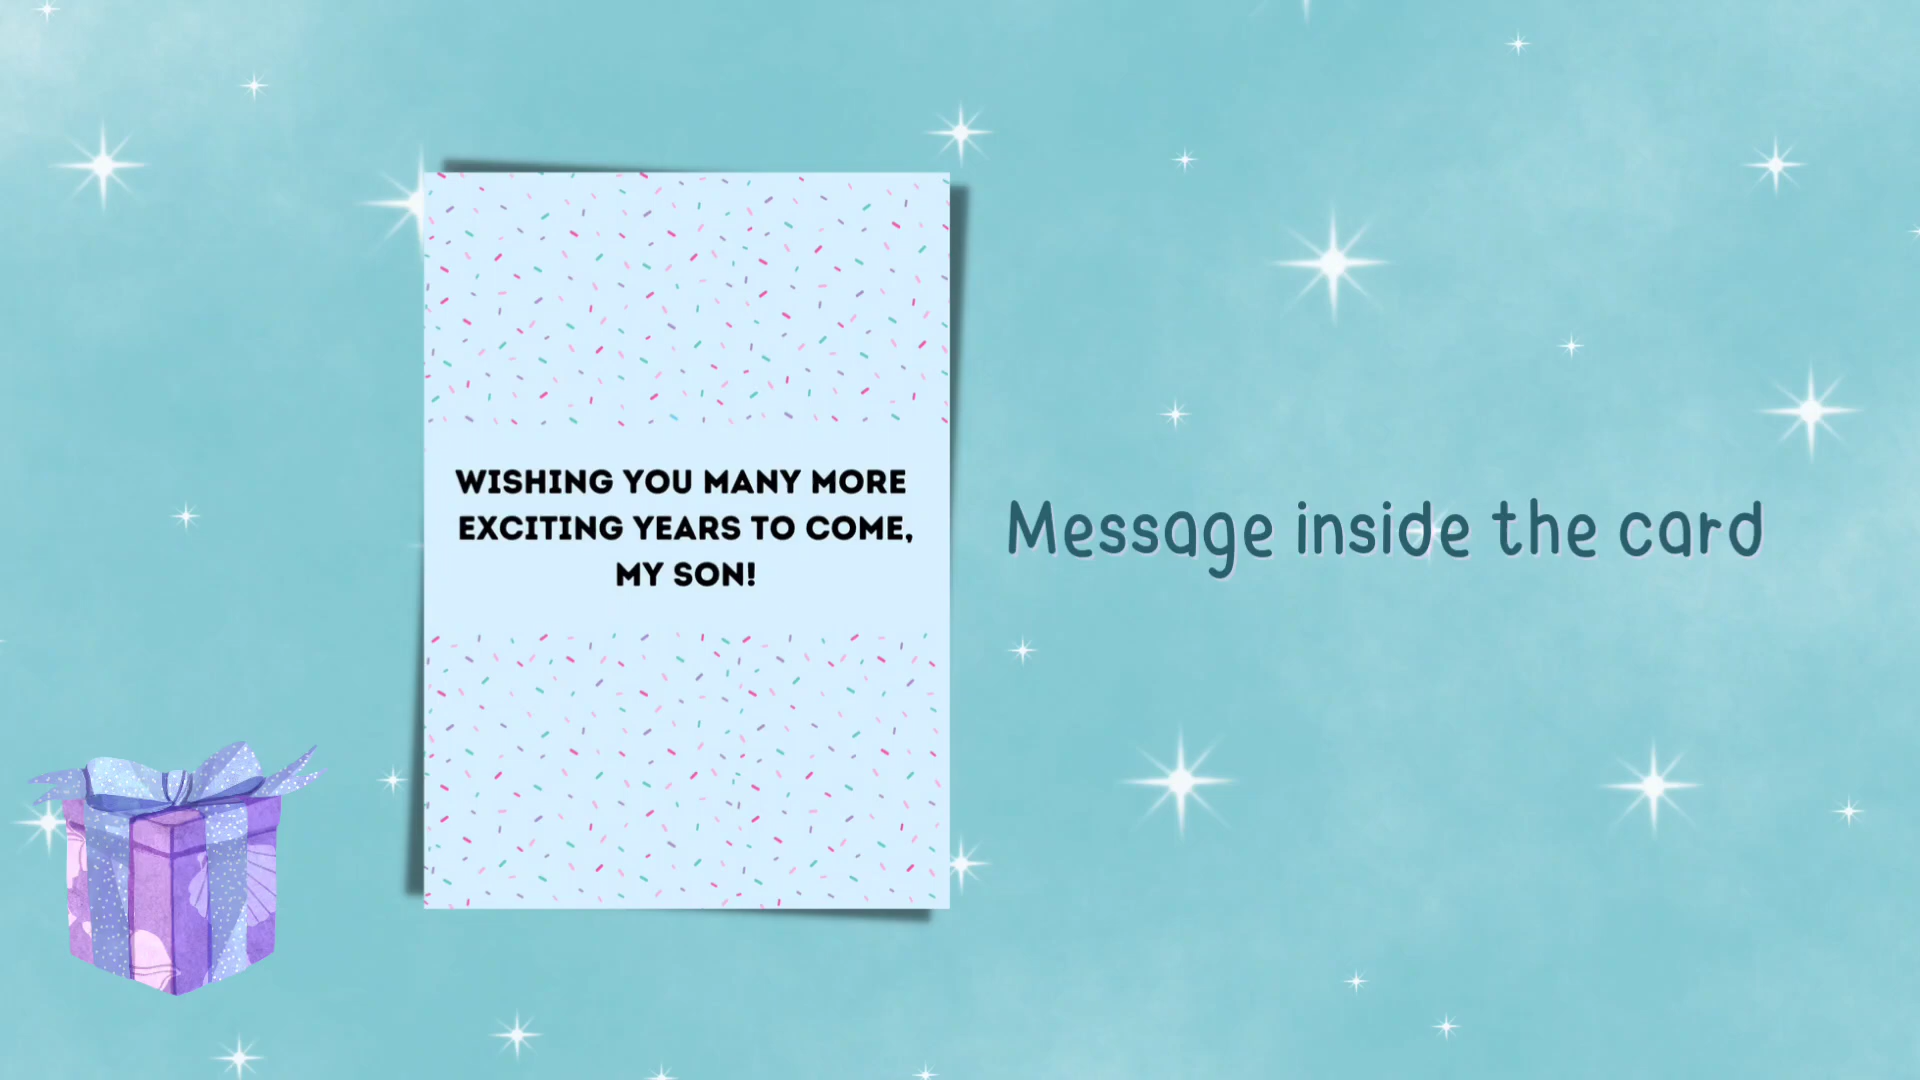 WISHING YOU MANY MORE
EXCITING YEARS TO COME,
MY SON!
Message inside the card